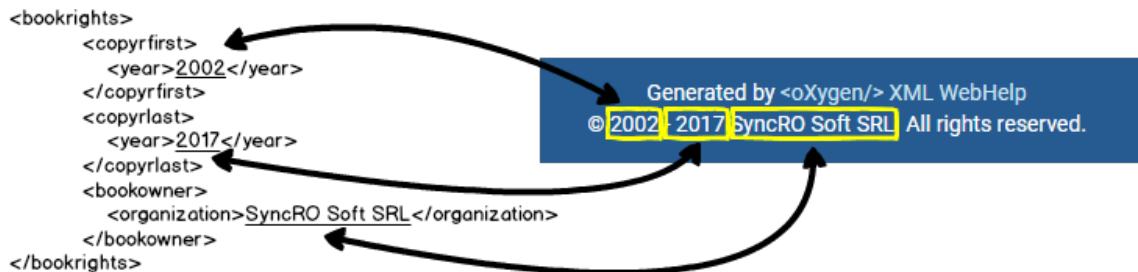 <bookrights>
<copyrfirst>
<year>2002</year>
</copyrfirst>
<copyrlast>
<year>2017</year>
</copyrlast>
<bookowner>
<organization>SyncRO Soft SRL</organization>
</bookowner>
</bookrights>
Generated by <oXygen/> XML WebHelp
© 2002 - 2017 SyncRO Soft SRL. All rights reserved.